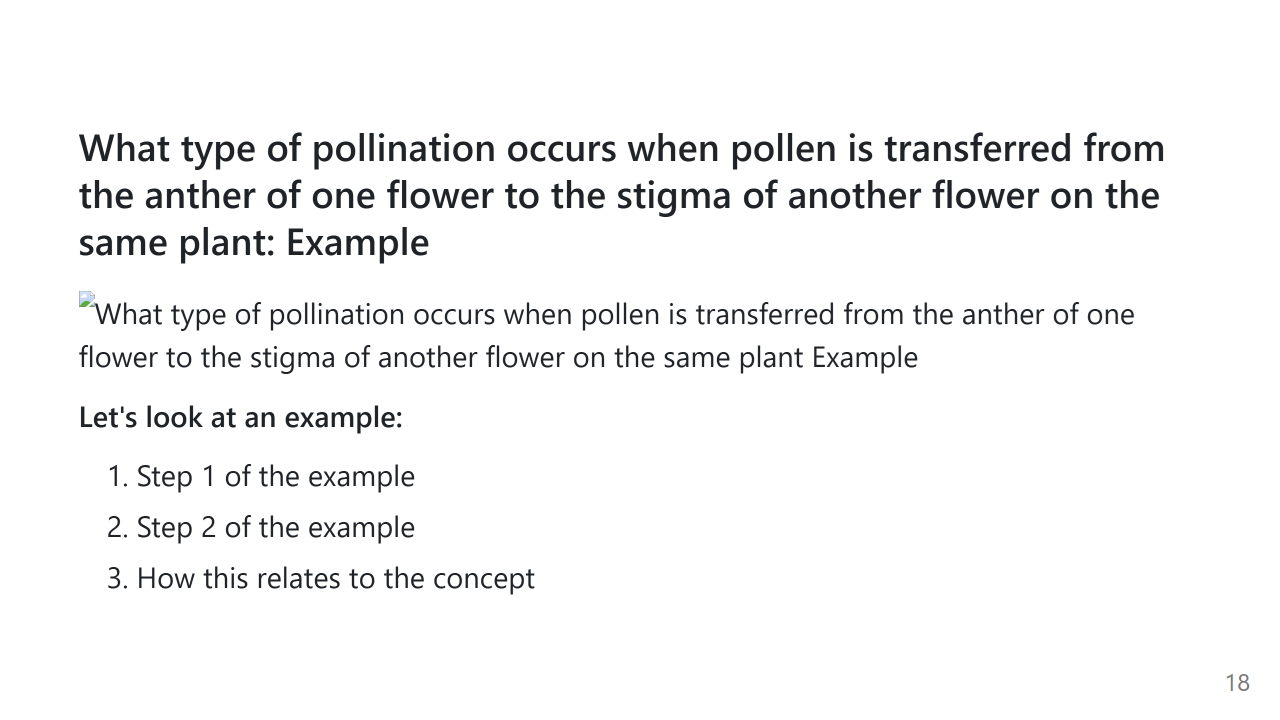 What type of pollination occurs when pollen is transferred from
the anther of one flower to the stigma of another flower on the
same plant: Example
What type of pollination occurs when pollen is transferred from the anther of one
flower to the stigma of another flower on the same plant Example
Let's look at an example:
1. Step 1 of the example
2. Step 2 of the example
3. How this relates to the concept
18